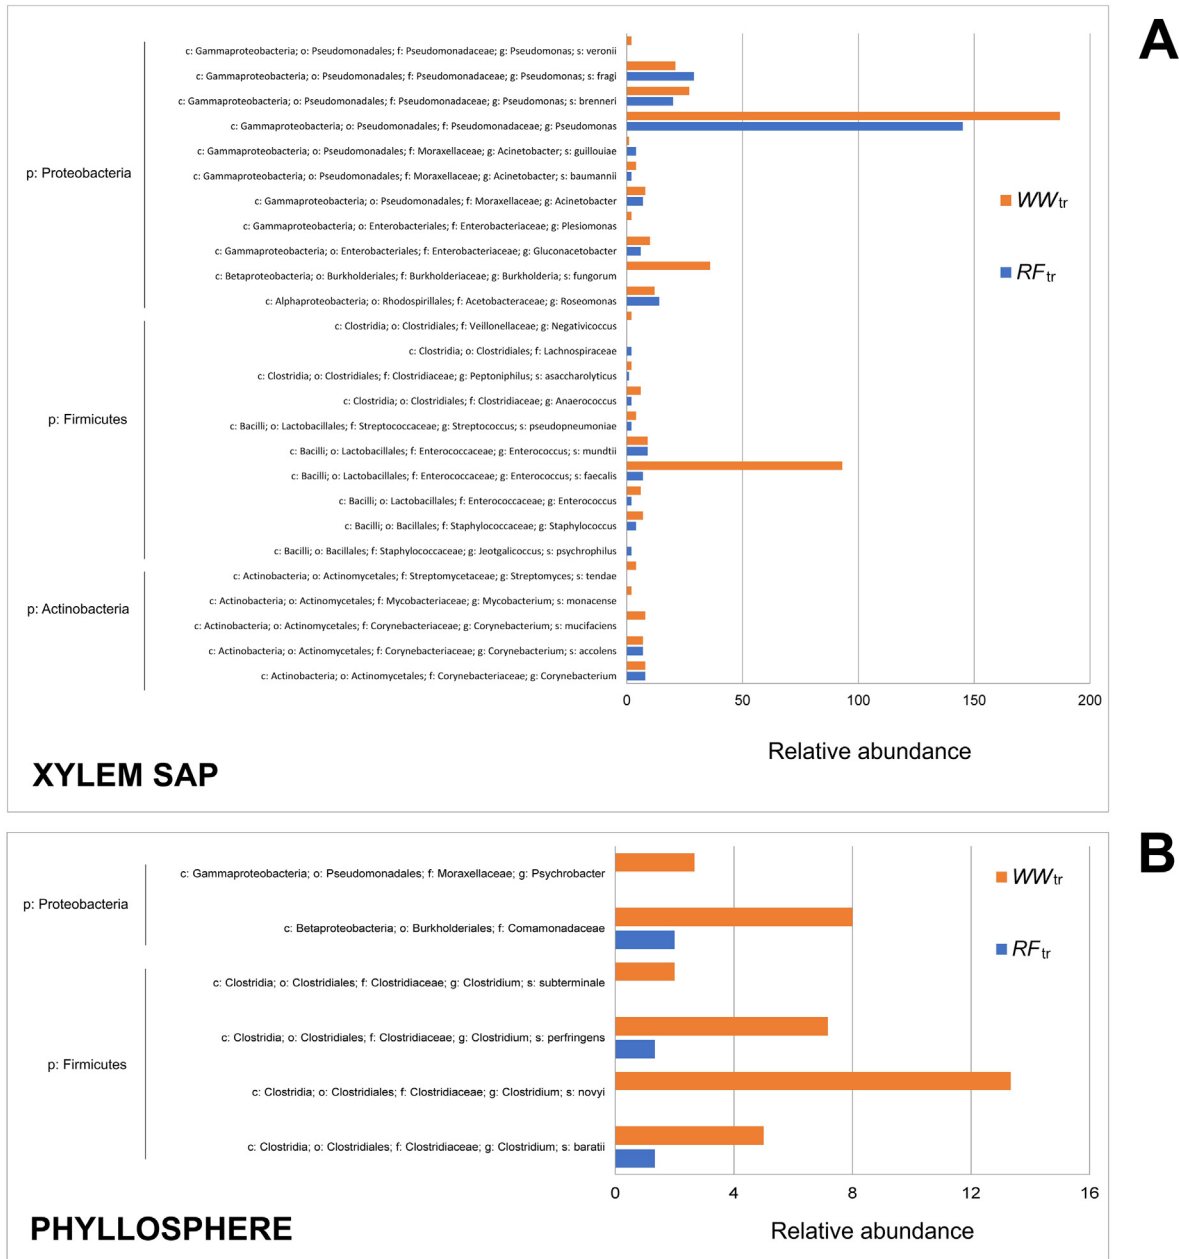 A
c: Gammaproteobacteria; o: Pseudomonadales; f: Pseudomonadaceae; g: Pseudomonas; s: veronii
c: Gammaproteobacteria; o: Pseudomonadales; f: Pseudomonadaceae; g: Pseudomonas; s: fragi
c: Gammaproteobacteria; o: Pseudomonadales; f: Pseudomonadaceae; g: Pseudomonas; s: brenneri
c: Gammaproteobacteria; o: Pseudomonadales; f: Pseudomonadaceae; g: Pseudomonas
c: Gammaproteobacteria; o: Pseudomonadales; f: Moraxellaceae; g: Acinetobacter; s: guillouiae
p: Proteobacteria
c: Gammaproteobacteria; o: Pseudomonadales; f: Moraxellaceae; g: Acinetobacter; s: baumannii
c: Gammaproteobacteria; o: Pseudomonadales; f: Moraxellaceae; g: Acinetobacter
c: Gammaproteobacteria; o: Enterobacteriales; f: Enterobacteriaceae; g: Plesiomonas
c: Gammaproteobacteria; o: Enterobacteriales; f: Enterobacteriaceae; g: Gluconacetobacter
c: Betaproteobacteria; o: Burkholderiales; f: Burkholderiaceae; g: Burkholderia; s: fungorum
c: Alphaproteobacteria; o: Rhodospirillales; f: Acetobacteraceae; g: Roseomonas
WWtr
RFtr
c: Clostridia; o: Clostridiales; f: Veillonellaceae; g: Negativicoccus
c: Clostridia; o: Clostridiales; f: Lachnospiraceae
c: Clostridia; o: Clostridiales; f: Clostridiaceae; g: Peptoniphilus; s: asaccharolyticus
c: Clostridia; o: Clostridiales; f: Clostridiaceae; g: Anaerococcus
p: Firmicutes
c: Bacilli; o: Lactobacillales; f: Streptococcaceae; g: Streptococcus; s: pseudopneumoniae
c: Bacilli; o: Lactobacillales; f: Enterococcaceae; g: Enterococcus; s: mundtii
c: Bacilli; o: Lactobacillales; f: Enterococcaceae; g: Enterococcus; s: faecalis
c: Bacilli; o: Lactobacillales; f: Enterococcaceae; g: Enterococcus
c: Bacilli; o: Bacillales; f: Staphylococcaceae; g: Staphylococcus
c: Bacilli; o: Bacillales; f: Staphylococcaceae; g: Jeotgalicoccus; s: psychrophilus
c: Actinobacteria; o: Actinomycetales; f: Streptomycetaceae; g: Streptomyces; s: tendae
c: Actinobacteria; o: Actinomycetales; f: Mycobacteriaceae; g: Mycobacterium; s: monacense
p: Actinobacteria
c: Actinobacteria; o: Actinomycetales; f: Corynebacteriaceae; g: Corynebacterium; s: mucifaciens
c: Actinobacteria; o: Actinomycetales; f: Corynebacteriaceae; g: Corynebacterium; s: accolens
c: Actinobacteria; o: Actinomycetales; f: Corynebacteriaceae; g: Corynebacterium
0 50 100 150 200
Relative abundance
XYLEM SAP
B
c: Gammaproteobacteria; o: Pseudomonadales; f: Moraxellaceae; g: Psychrobacter
p: Proteobacteria
c: Betaproteobacteria; o: Burkholderiales; f: Comamonadaceae
WWtr
RFtr
c: Clostridia; o: Clostridiales; f: Clostridiaceae; g: Clostridium; s: subterminale
c: Clostridia; o: Clostridiales; f: Clostridiaceae; g: Clostridium; s: perfringens
p: Firmicutes
c: Clostridia; o: Clostridiales; f: Clostridiaceae; g: Clostridium; s: novyi
c: Clostridia; o: Clostridiales; f: Clostridiaceae; g: Clostridium; s: baratii
0 4 8 12 16
Relative abundance
PHYLLOSPHERE